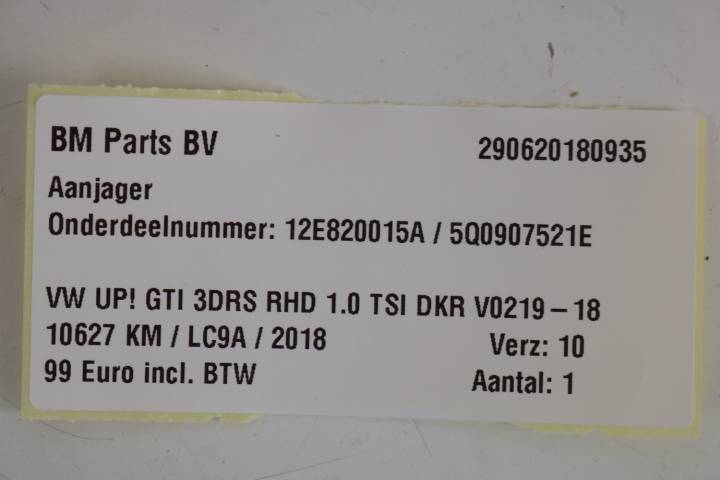 BM Parts BV 290620180935
Aanjager
Onderdeelnummer: 12E820015A / 5Q0907521E
VW UP! GTI 3DRS RHD 1.0 TSI DKR V0219-18
10627 KM / LC9A / 2018 Verz: 10
99 Euro incl. BTW Aantal: 1